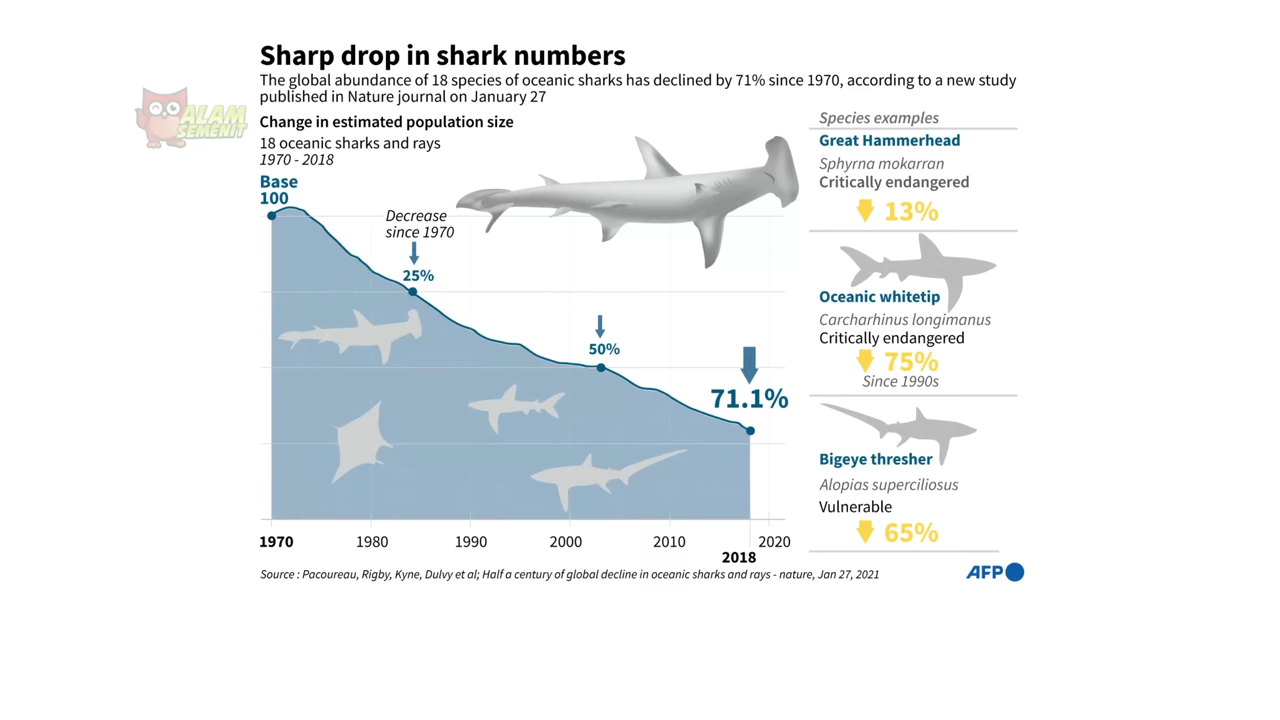 Sharp drop in shark numbers
The global abundance of 18 species of oceanic sharks has declined by 71% since 1970, according to a new study
published in Nature journal on January 27
ALAM
SEMENIT
Change in estimated population size
18 oceanic sharks and rays
1970 - 2018
Base
100
Decrease
since 1970
25%
50%
71.1%
1970
1980
1990
2000
2010
2018
2020
Species examples
Great Hammerhead
Sphyrna mokarran
Critically endangered
13%
Oceanic whitetip
Carcharhinus longimanus
Critically endangered
75%
Since 1990s
Bigeye thresher
Alopias superciliosus
Vulnerable
65%
Source : Pacoureau, Rigby, Kyne, Dulvy et al; Half a century of global decline in oceanic sharks and rays - nature, Jan 27, 2021
AFP